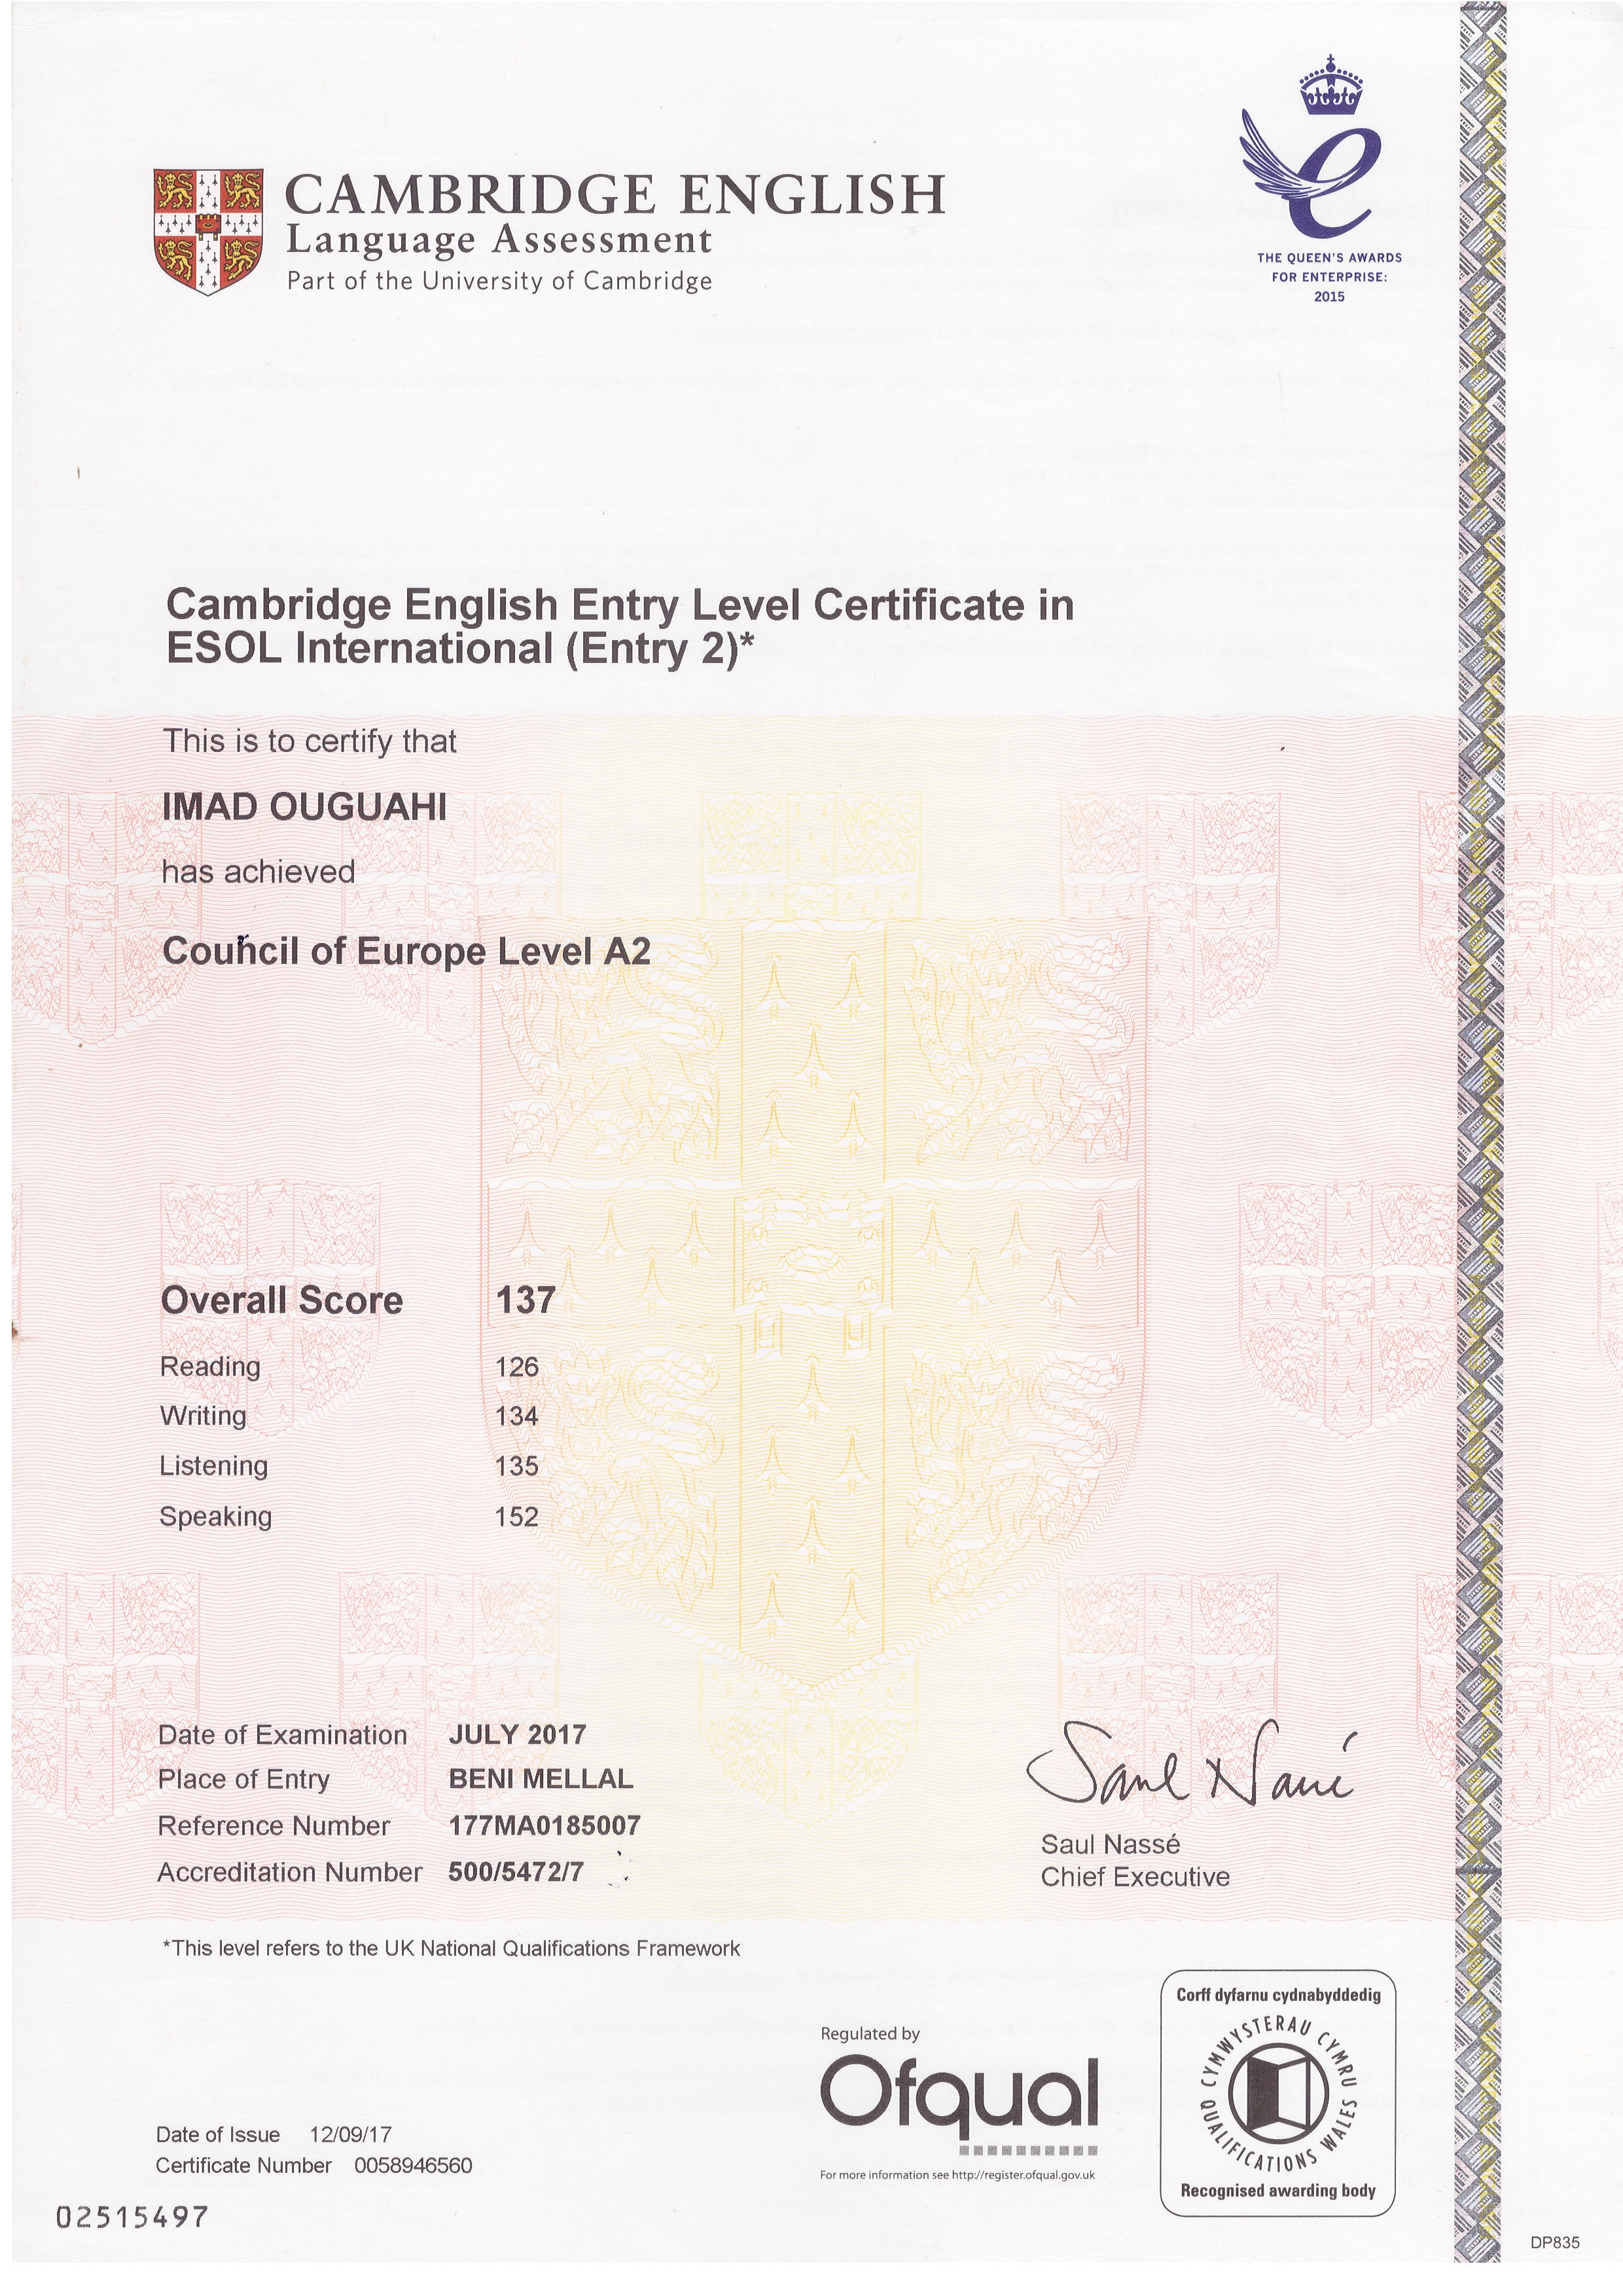 CAMBRIDGE ENGLISH
Language Assessment
Part of the University of Cambridge
THE QUEEN'S AWARDS
FOR ENTERPRISE:
2015
Cambridge English Entry Level Certificate in
ESOL International (Entry 2)*
This is to certify that
IMAD OUGUAHI
has achieved
Council of Europe Level A2
Overall Score 137
Reading 126
Writing 134
Listening 135
Speaking 152
Date of Examination JULY 2017
Place of Entry BENI MELLAL
Reference Number 177MA0185007
Accreditation Number 500/5472/7
Saul Nassé
Saul Nassé
Chief Executive
*This level refers to the UK National Qualifications Framework
Regulated by
Ofqual
For more information see http://register.ofqual.gov.uk
Corff dyfarnu cydnabyddedig
CYMWYSTERAU CYMRU
QUALIFICATIONS WALES
Recognised awarding body
Date of Issue 12/09/17
Certificate Number 0058946560
02515497
DP835